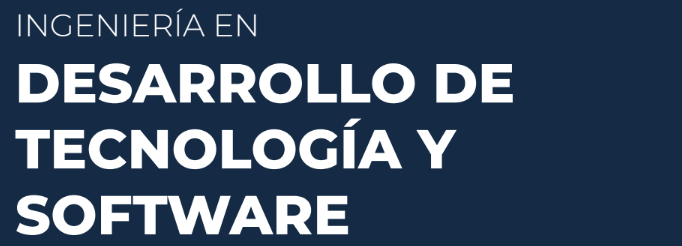 INGENIERÍA EN
DESARROLLO DE
TECNOLOGÍA Y
SOFTWARE